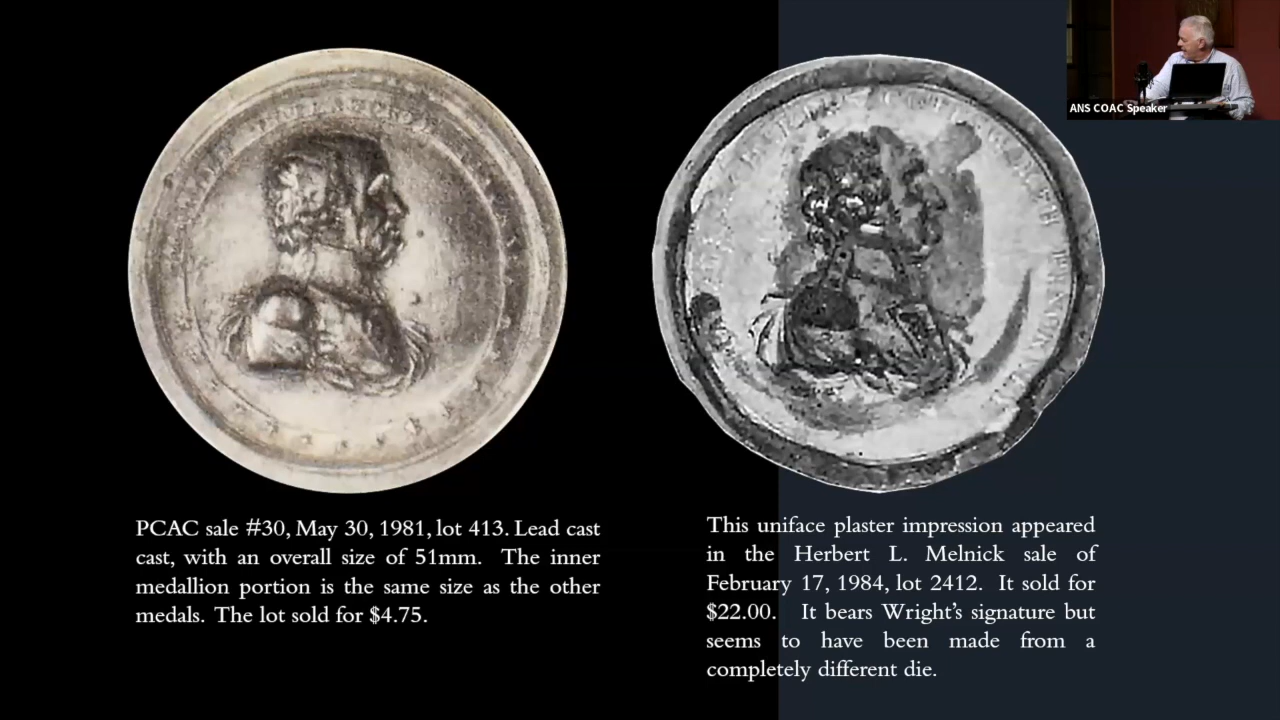 ANS COAC Speaker
PCAC sale #30, May 30, 1981, lot 413. Lead cast
cast, with an overall size of 51mm. The inner
medallion portion is the same size as the other
medals. The lot sold for $4.75.
This uniface plaster impression appeared
in the Herbert L. Melnick sale of
February 17, 1984, lot 2412. It sold for
$22.00. It bears Wright's signature but
seems to have been made from a
completely different die.